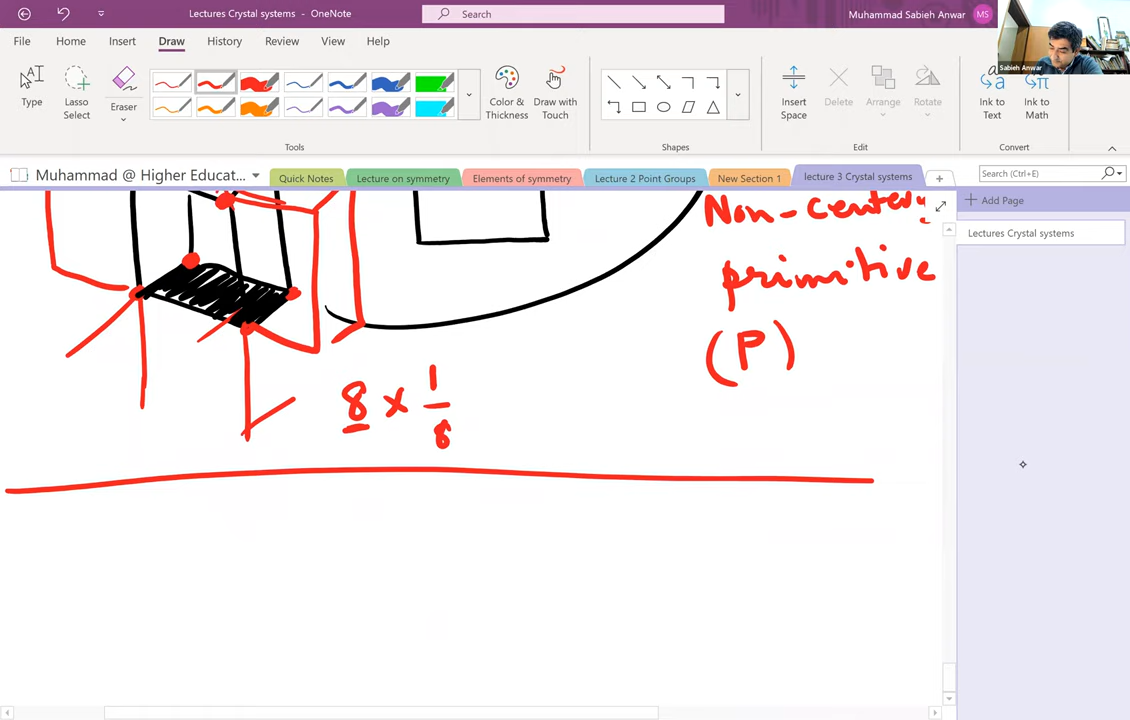 Lectures Crystal systems - OneNote
Search
Muhammad Sabieh Anwar
MS
Sabieh Anwar
File
Home
Insert
Draw
History
Review
View
Help
Type
Lasso Select
Eraser
Color & Thickness
Draw with Touch
Insert Space
Delete
Arrange
Rotate
Ink to Text
Ink to Math
Tools
Shapes
Edit
Convert
Muhammad @ Higher Educat...
Quick Notes
Lecture on symmetry
Elements of symmetry
Lecture 2 Point Groups
New Section 1
lecture 3 Crystal systems
Search (Ctrl+E)
Add Page
Lectures Crystal systems
primitive
(P)
8 × 1/8